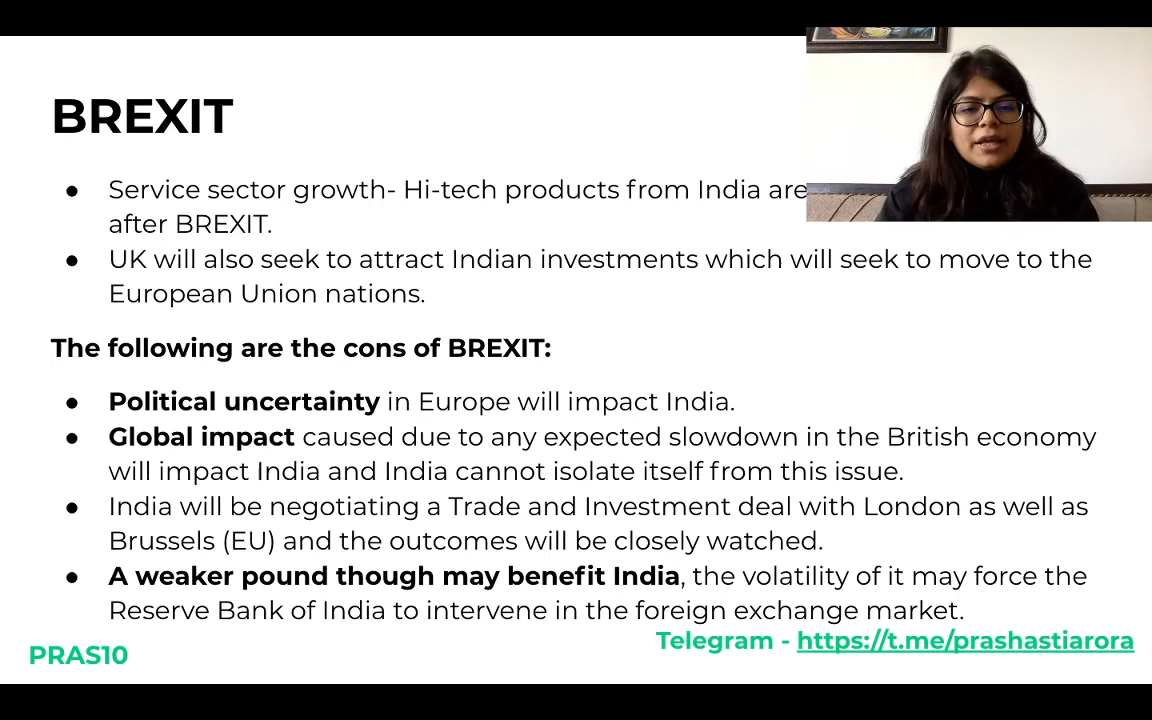 BREXIT
● Service sector growth- Hi-tech products from India are
after BREXIT.
● UK will also seek to attract Indian investments which will seek to move to the
European Union nations.
The following are the cons of BREXIT:
● Political uncertainty in Europe will impact India.
● Global impact caused due to any expected slowdown in the British economy
will impact India and India cannot isolate itself from this issue.
● India will be negotiating a Trade and Investment deal with London as well as
Brussels (EU) and the outcomes will be closely watched.
● A weaker pound though may benefit India, the volatility of it may force the
Reserve Bank of India to intervene in the foreign exchange market.
Telegram - https://t.me/prashastiarora
PRAS10